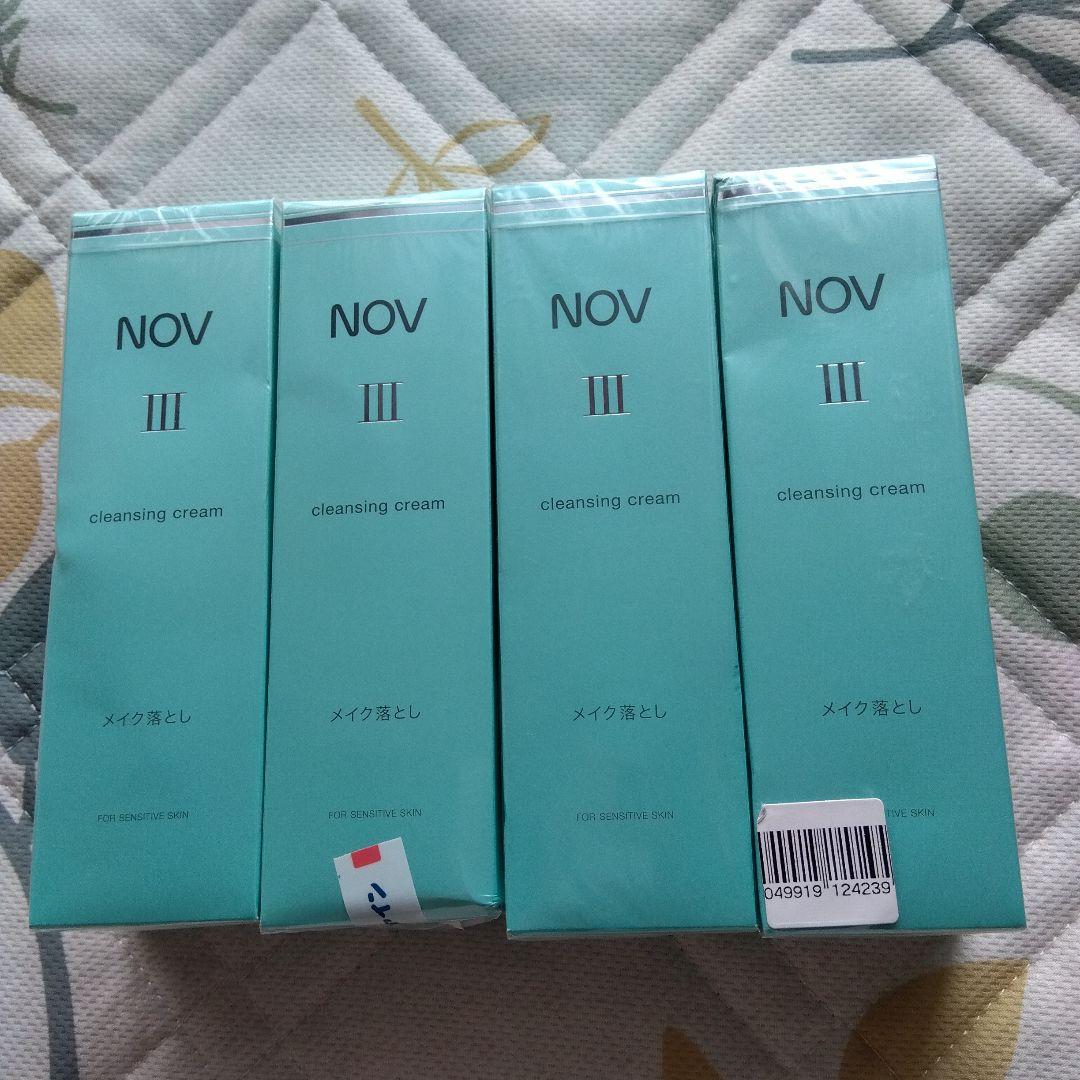 NOV
III
cleansing cream
メイク落とし
FOR SENSITIVE SKIN
NOV
III
cleansing cream
メイク落とし
FOR SENSITIVE SKIN
NOV
III
cleansing cream
メイク落とし
FOR SENSITIVE SKIN
NOV
III
cleansing cream
メイク落とし
TIVE SKIN
049919 124239